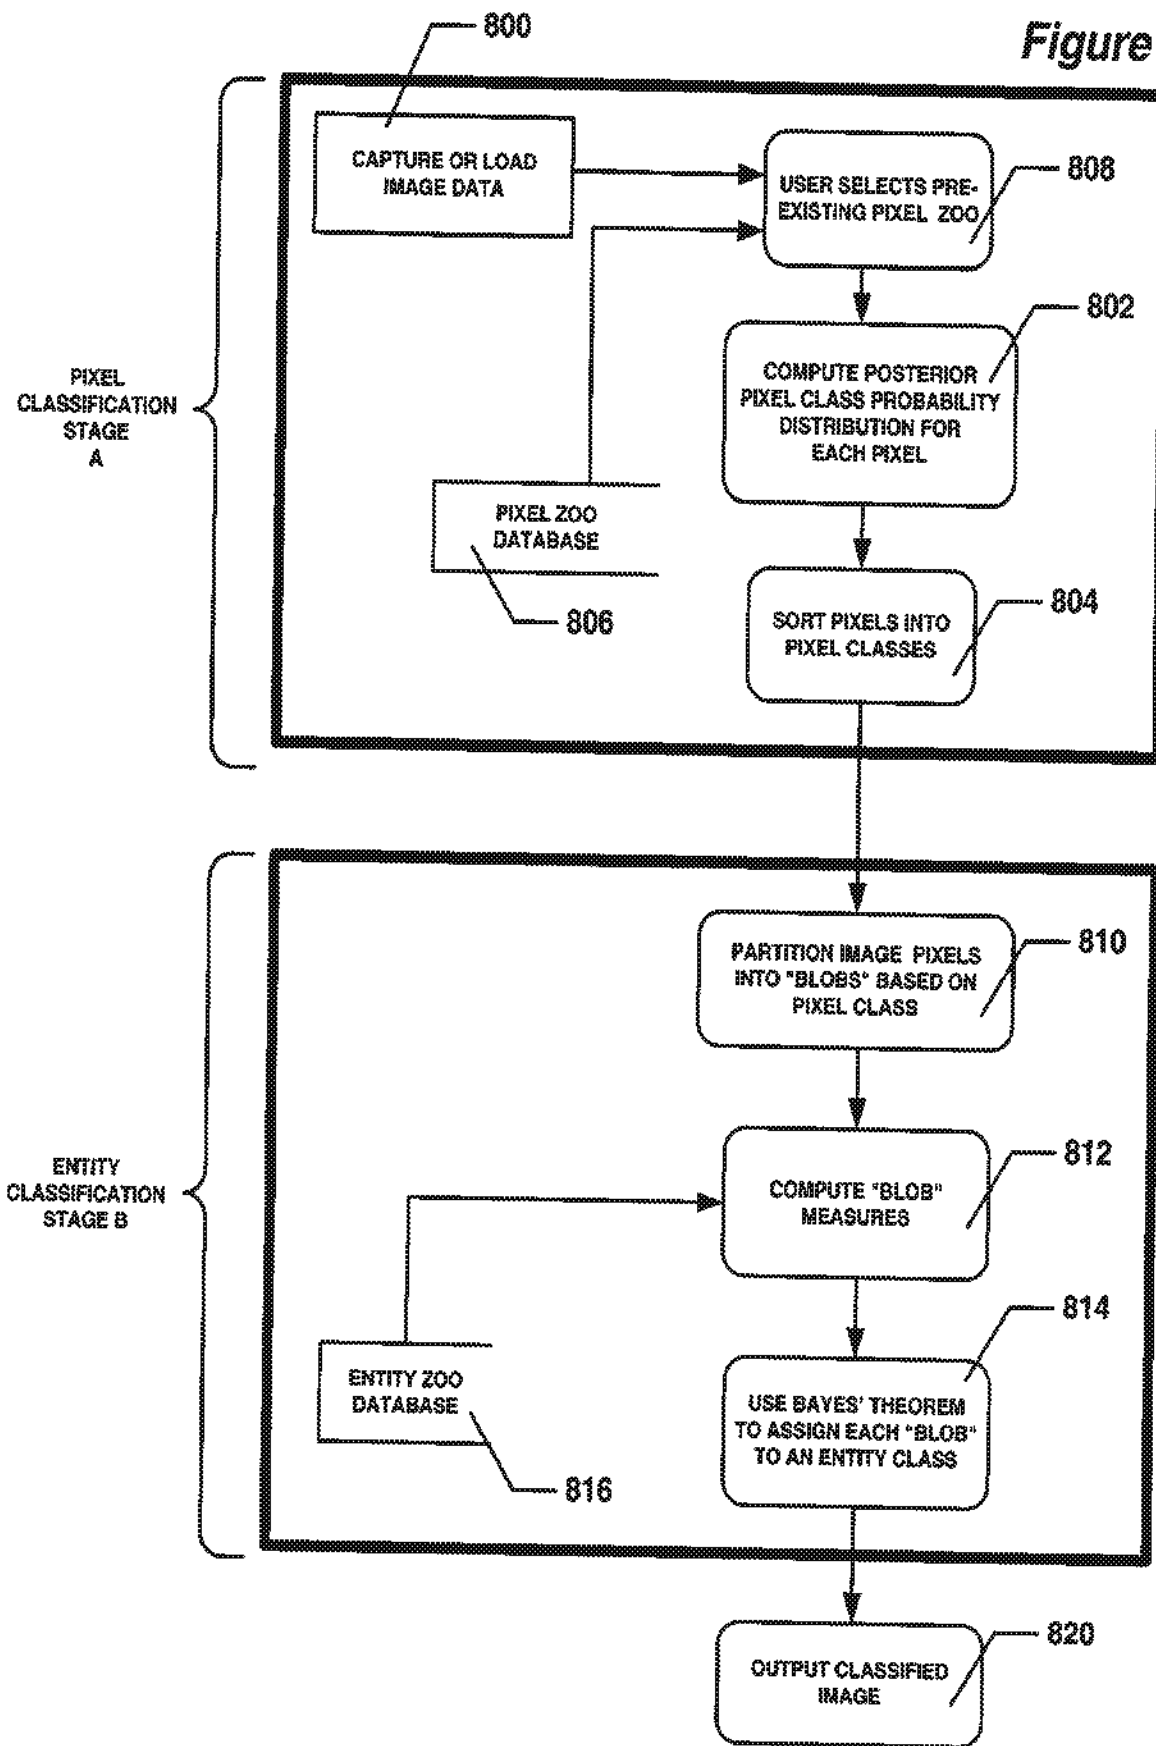 Figure
800
CAPTURE OR LOAD
IMAGE DATA
USER SELECTS PRE-
EXISTING PIXEL ZOO
808
802
COMPUTE POSTERIOR
PIXEL CLASS PROBABILITY
DISTRIBUTION FOR
EACH PIXEL
PIXEL
CLASSIFICATION
STAGE
A
PIXEL ZOO
DATABASE
806
804
SORT PIXELS INTO
PIXEL CLASSES
810
PARTITION IMAGE PIXELS
INTO "BLOBS" BASED ON
PIXEL CLASS
812
COMPUTE "BLOB"
MEASURES
ENTITY
CLASSIFICATION
STAGE B
814
ENTITY ZOO
DATABASE
816
USE BAYES' THEOREM
TO ASSIGN EACH "BLOB"
TO AN ENTITY CLASS
820
OUTPUT CLASSIFIED
IMAGE